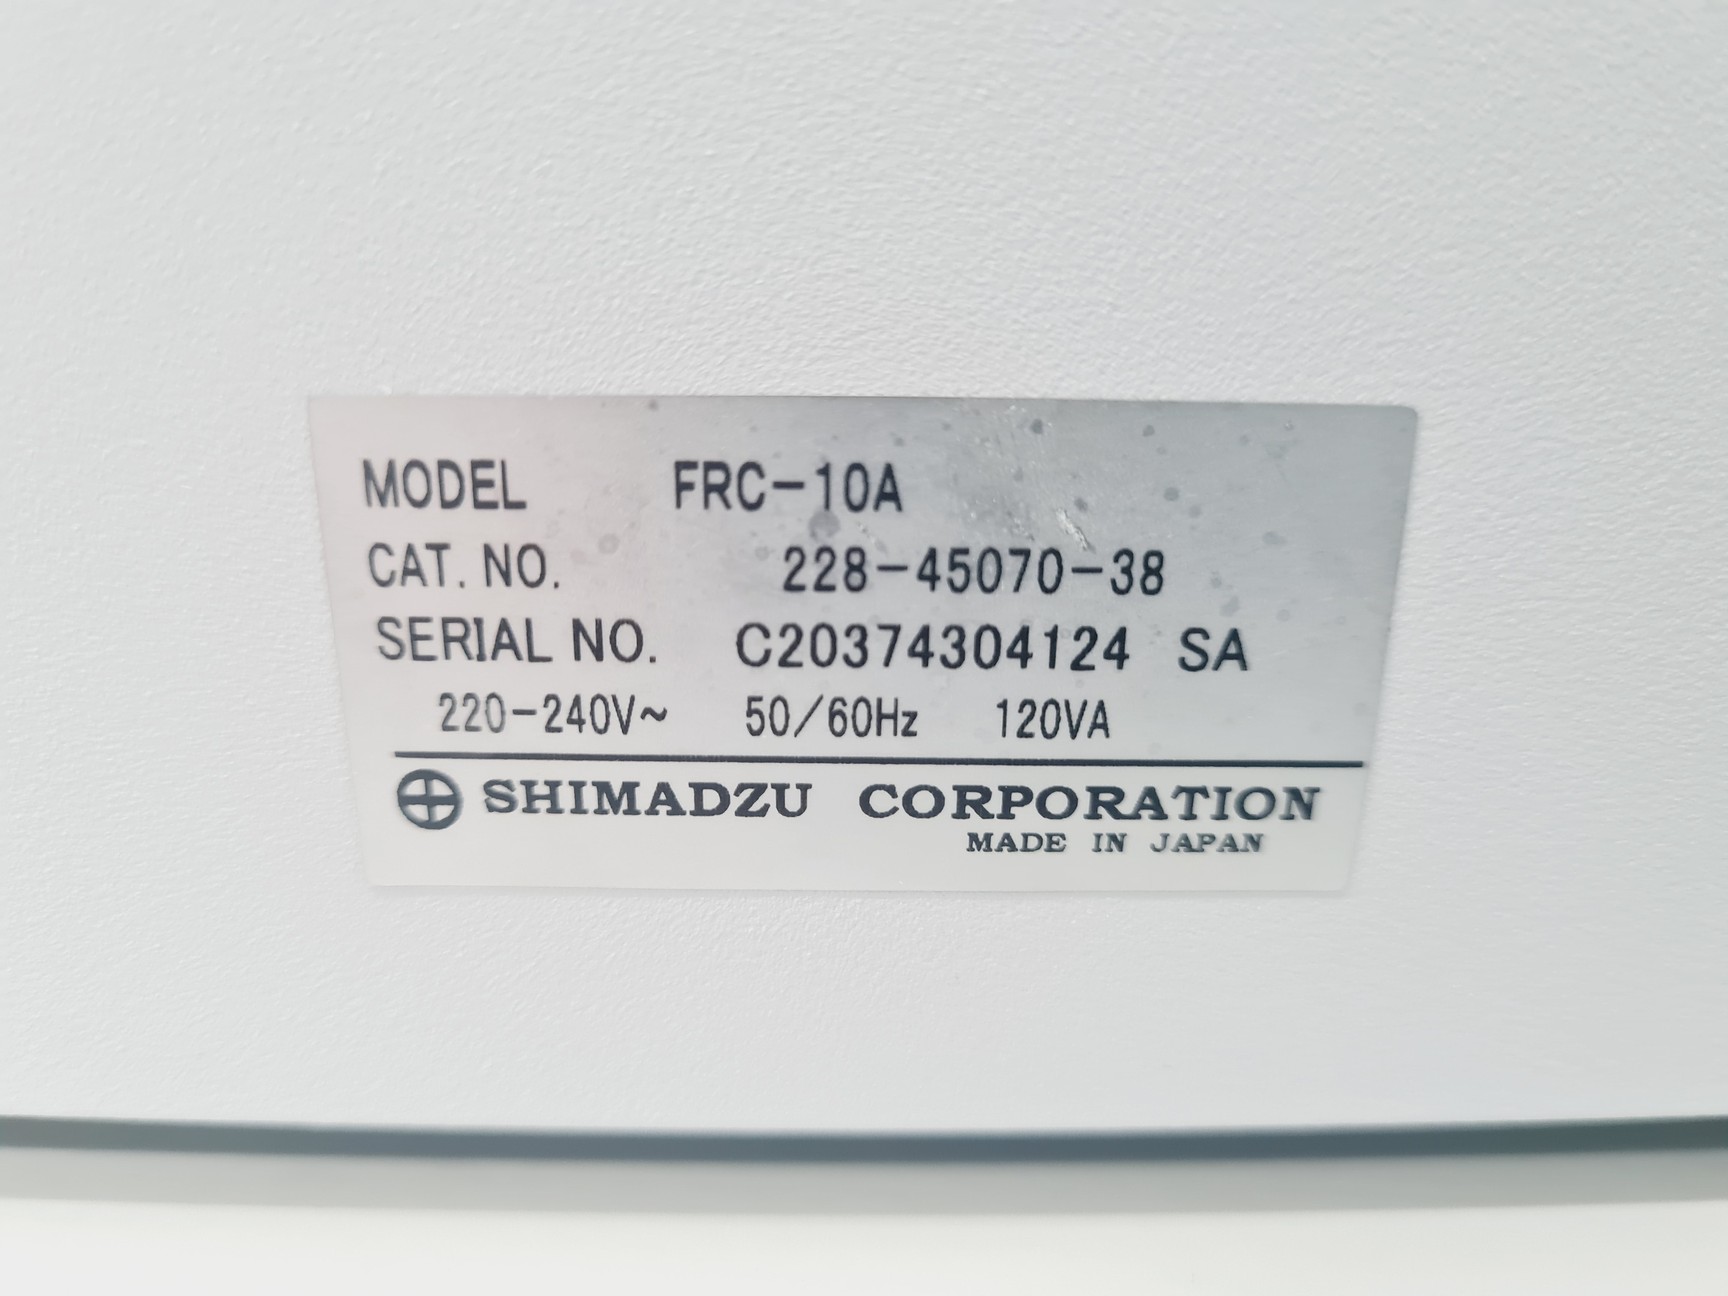 MODEL FRC-10A
CAT. NO. 228-45070-38
SERIAL NO. C20374304124 SA
220-240V~ 50/60Hz 120VA
SHIMADZU CORPORATION
MADE IN JAPAN